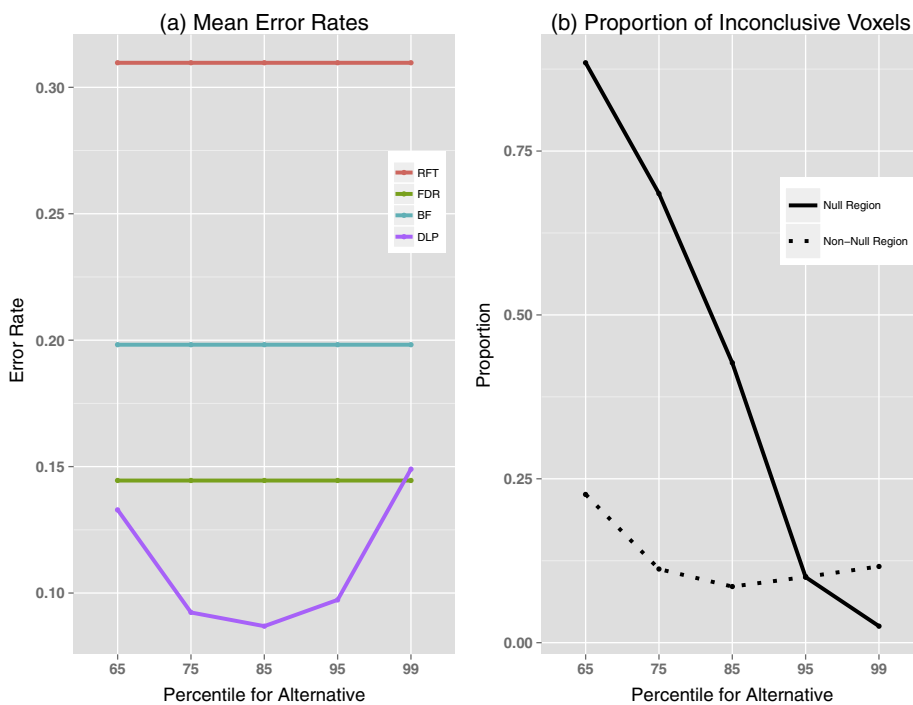 (a) Mean Error Rates
0.30
0.25
0.20
0.15
0.10
Error Rate
RFT
FDR
BF
DLP
65 75 85 95 99
Percentile for Alternative
(b) Proportion of Inconclusive Voxels
0.75
0.50
0.25
0.00
Proportion
Null Region
Non−Null Region
65 75 85 95 99
Percentile for Alternative